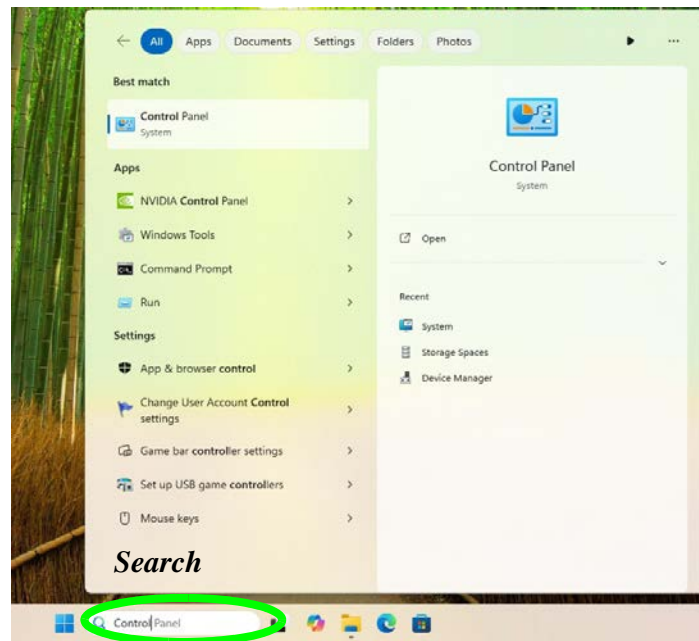 All Apps Documents Settings Folders Photos ...
Best match
Control Panel
System
Apps
NVIDIA Control Panel
Windows Tools
Command Prompt
Run
Settings
App & browser control
Change User Account Control
settings
Game bar controller settings
Set up USB game controllers
Mouse keys
Control Panel
System
Open
Recent
System
Storage Spaces
Device Manager
Search
Control Panel